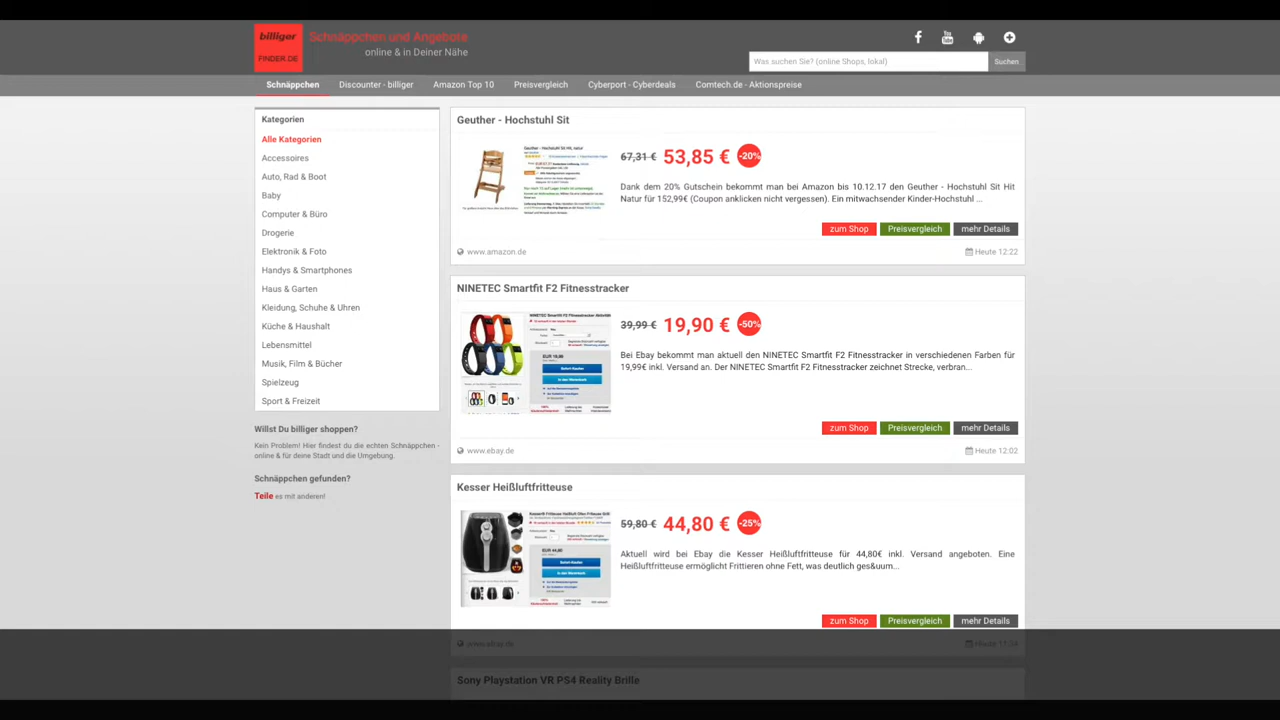 billiger
FINDER.DE
Schnäppchen und Angebote
online & in Deiner Nähe
Was suchen Sie? (online Shops, lokal)
Suchen
Schnäppchen
Discounter - billiger
Amazon Top 10
Preisvergleich
Cyberport - Cyberdeals
Comtech.de - Aktionspreise
Kategorien
Alle Kategorien
Accessoires
Auto, Rad & Boot
Baby
Computer & Büro
Drogerie
Elektronik & Foto
Handys & Smartphones
Haus & Garten
Kleidung, Schuhe & Uhren
Küche & Haushalt
Lebensmittel
Musik, Film & Bücher
Spielzeug
Sport & Freizeit
Willst Du billiger shoppen?
Kein Problem! Hier findest du die echten Schnäppchen -
online & für deine Stadt und die Umgebung.
Schnäppchen gefunden?
Teile es mit anderen!
Geuther - Hochstuhl Sit
67,31 € 53,85 € -20%
Dank dem 20% Gutschein bekommt man bei Amazon bis 10.12.17 den Geuther - Hochstuhl Sit Hit
Natur für 152,99€ (Coupon anklicken nicht vergessen). Ein mitwachsender Kinder-Hochstuhl ...
zum Shop
Preisvergleich
mehr Details
www.amazon.de
Heute 12:22
NINETEC Smartfit F2 Fitnesstracker
39,99 € 19,90 € -50%
Bei Ebay bekommt man aktuell den NINETEC Smartfit F2 Fitnesstracker in verschiedenen Farben für
19,99€ inkl. Versand an. Der NINETEC Smartfit F2 Fitnesstracker zeichnet Strecke, verbran...
zum Shop
Preisvergleich
mehr Details
www.ebay.de
Heute 12:02
Kesser Heißluftfritteuse
59,80 € 44,80 € -25%
Aktuell wird bei Ebay die Kesser Heißluftfritteuse für 44,80€ inkl. Versand angeboten. Eine
Heißluftfritteuse ermöglicht Frittieren ohne Fett, was deutlich ges&uum...
zum Shop
Preisvergleich
mehr Details
www.ebay.de
Heute 11:54
Sony Playstation VR PS4 Reality Brille